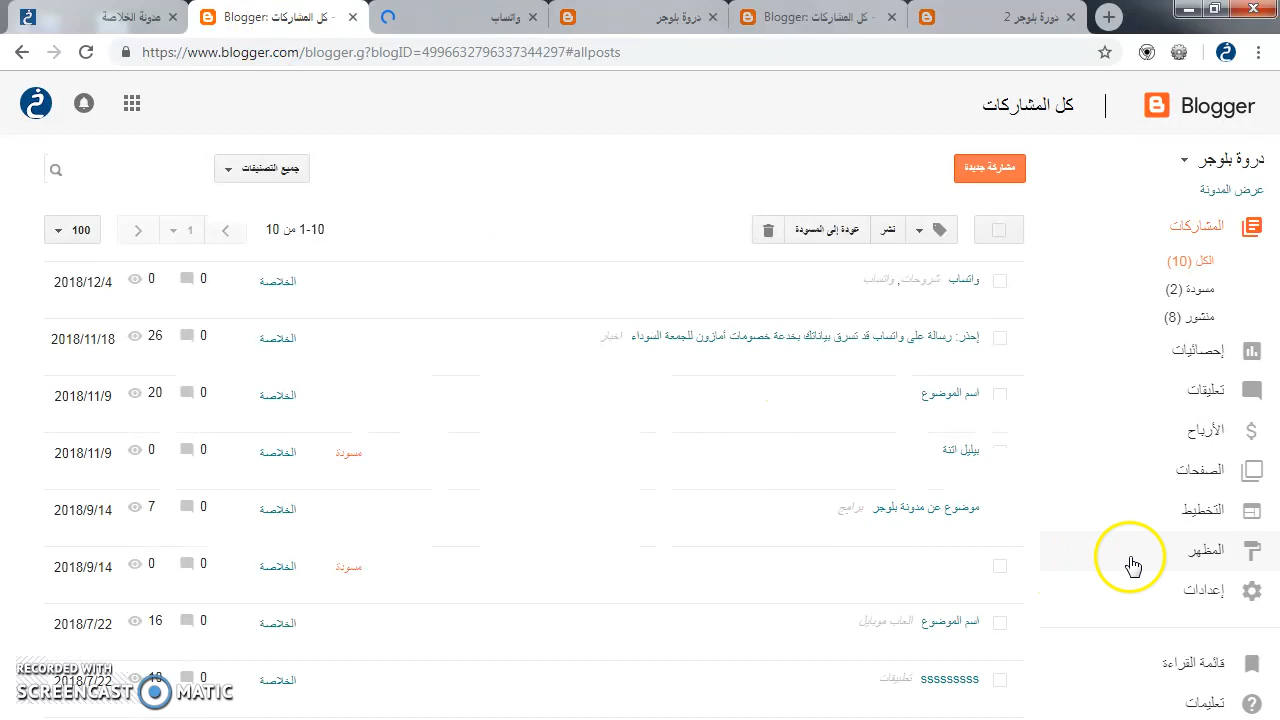 مدونة الخلاصة
Blogger: كل المشاركات
واتساب
دروة بلوجر
Blogger: كل المشاركات -
دورة بلوجر 2
https://www.blogger.com/blogger.g?blogID=4996632796337344297#allposts
Blogger
كل المشاركات
دروة بلوجر
عرض المدونة
مشاركة جديدة
جميع التصنيفات
المشاركات
الكل (10)
مسودة (2)
منشور (8)
إحصائيات
تعليقات
الأرباح
الصفحات
التخطيط
المظهر
إعدادات
قائمة القراءة
تعليمات
نشر
عودة إلى المسودة
1-10 من 10
1
100
واتساب شروحات, واتساب الخلاصة 0 0 2018/12/4
إحذر: رسالة على واتساب قد تسرق بياناتك بخدعة خصومات أمازون للجمعة السوداء اخبار الخلاصة 0 26 2018/11/18
اسم الموضوع الخلاصة 0 20 2018/11/9
بيليل اتنة مسودة الخلاصة 0 0 2018/11/9
موضوع عن مدونة بلوجر برامج الخلاصة 0 7 2018/9/14
مسودة الخلاصة 0 0 2018/9/14
اسم الموضوع العاب موبايل الخلاصة 0 16 2018/7/22
sssssssss تطبيقات الخلاصة 0 2018/7/22
RECORDED WITH
SCREENCAST MATIC